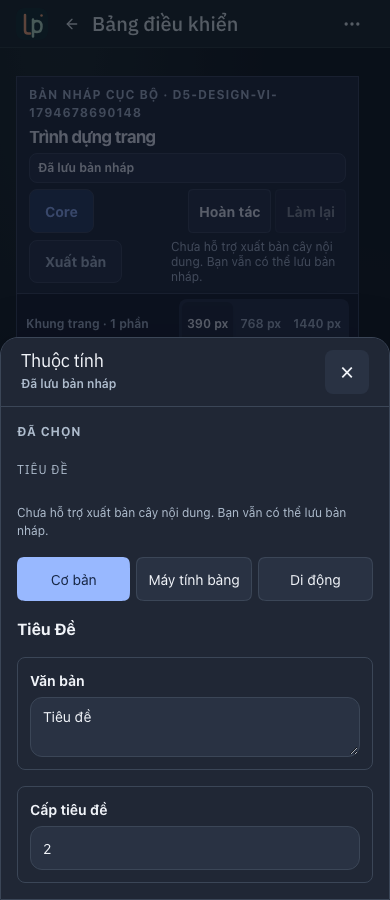 lp
Bảng điều khiển
BẢN NHÁP CỤC BỘ · D5-DESIGN-VI-
1794678690148
Trình dựng trang
Đã lưu bản nháp
Core
Hoàn tác
Làm lại
Xuất bản
Chưa hỗ trợ xuất bản cây nội
dung. Bạn vẫn có thể lưu bản
nháp.
Khung trang · 1 phần
390 px
768 px
1440 px
Thuộc tính
Đã lưu bản nháp
ĐÃ CHỌN
TIÊU ĐỀ
Chưa hỗ trợ xuất bản cây nội dung. Bạn vẫn có thể lưu bản
nháp.
Cơ bản
Máy tính bảng
Di động
Tiêu Đề
Văn bản
Tiêu đề
Cấp tiêu đề
2